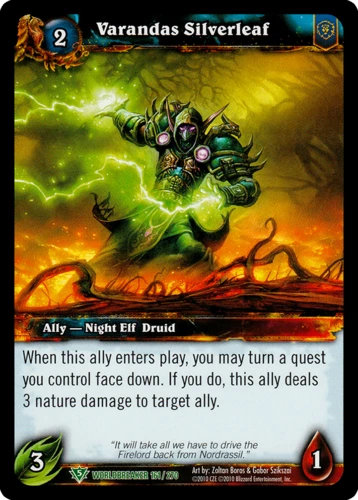 2
Varandas Silverleaf
Ally — Night Elf Druid
When this ally enters play, you may turn a quest
you control face down. If you do, this ally deals
3 nature damage to target ally.
"It will take all we have to drive the
Firelord back from Nordrassil."
3
5
WORLDBREAKER 161/270
Art by: Zoltan Boros & Gabor Szikszai
©2010 CZE ©2010 Blizzard Entertainment, Inc.
1